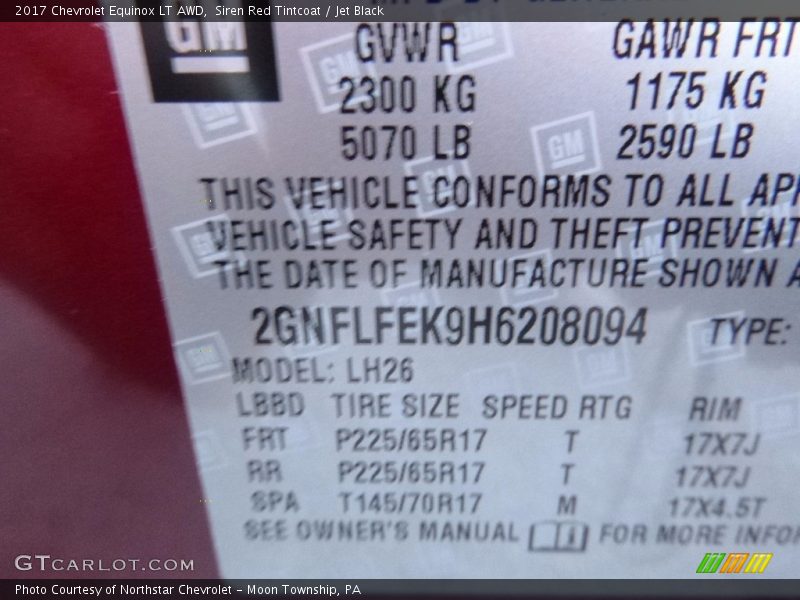 2017 Chevrolet Equinox LT AWD, Siren Red Tintcoat / Jet Black
GM
GVWR GAWR FRT
2300 KG 1175 KG
5070 LB 2590 LB
THIS VEHICLE CONFORMS TO ALL
VEHICLE SAFETY AND THEFT PREVENT
THE DATE OF MANUFACTURE SHOWN
2GNFLFEK9H6208094 TYPE:
MODEL: LH26
LBBD TIRE SIZE SPEED RTG RIM
FRT P225/65R17 T 17X7J
RR P225/65R17 T 17X7J
SPA T145/70R17 M 17X4.5T
SEE OWNER'S MANUAL FOR MORE
GTCARLOT.COM
Photo Courtesy of Northstar Chevrolet - Moon Township, PA